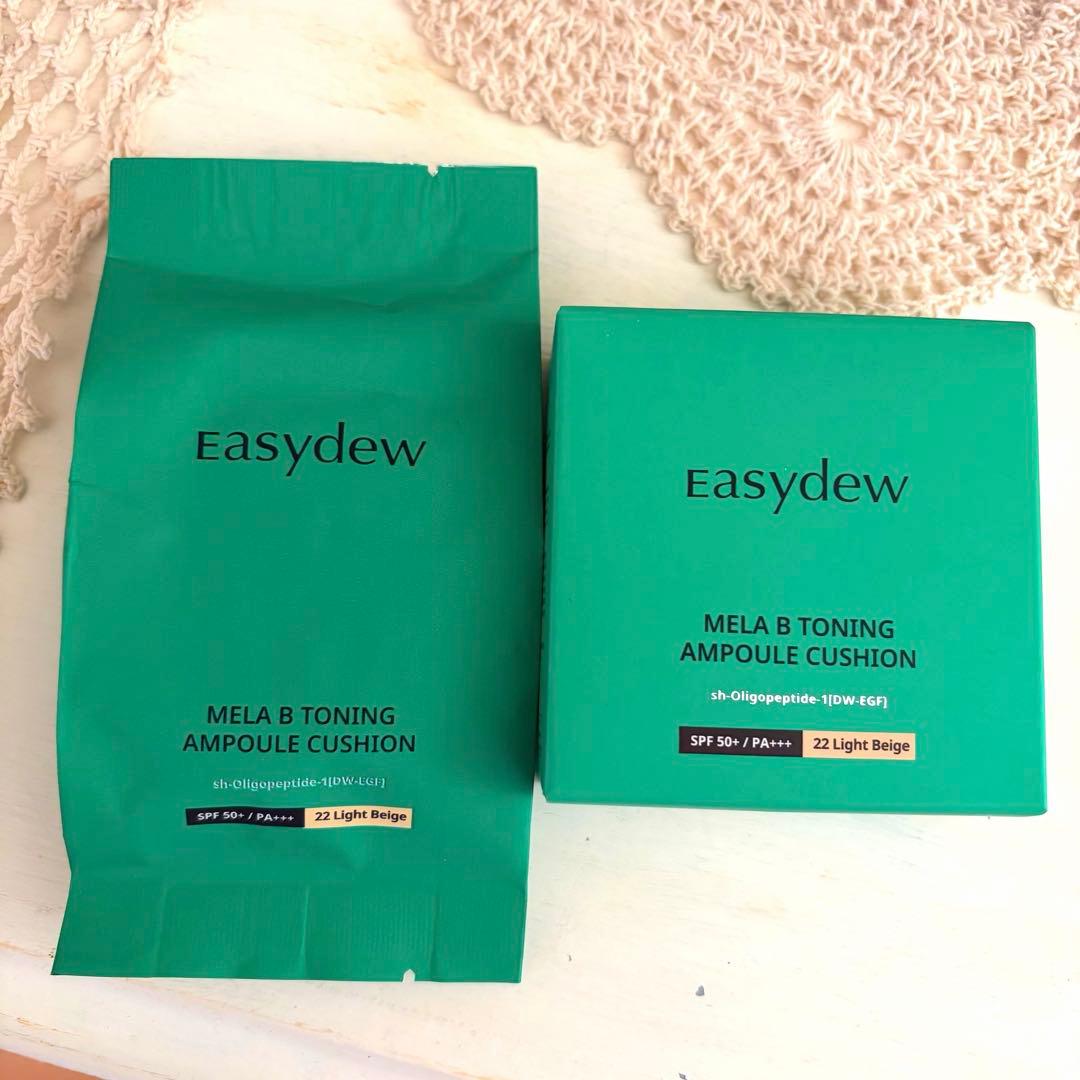 Easydew
MELA B TONING
AMPOULE CUSHION
sh-Oligopeptide-1[DW-EGF]
SPF 50+ / PA+++ 22 Light Beige
Easydew
MELA B TONING
AMPOULE CUSHION
sh-Oligopeptide-1[DW-EGF]
SPF 50+ / PA+++ 22 Light Beige